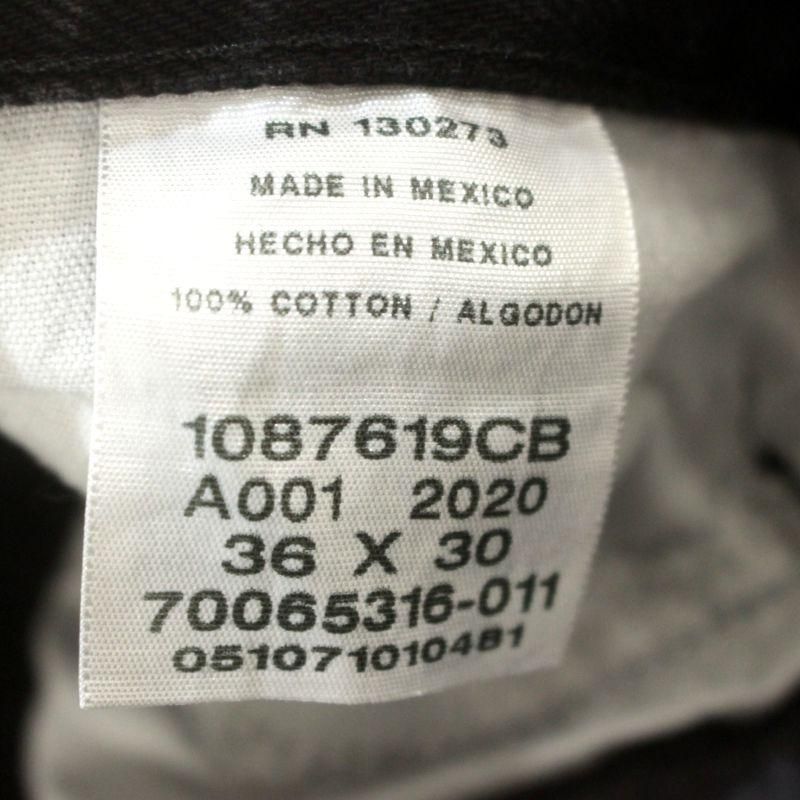 RN 130273
MADE IN MEXICO
HECHO EN MEXICO
100% COTTON / ALGODON
1087619CB
A001 2020
36 X 30
70065316-011
051071010481